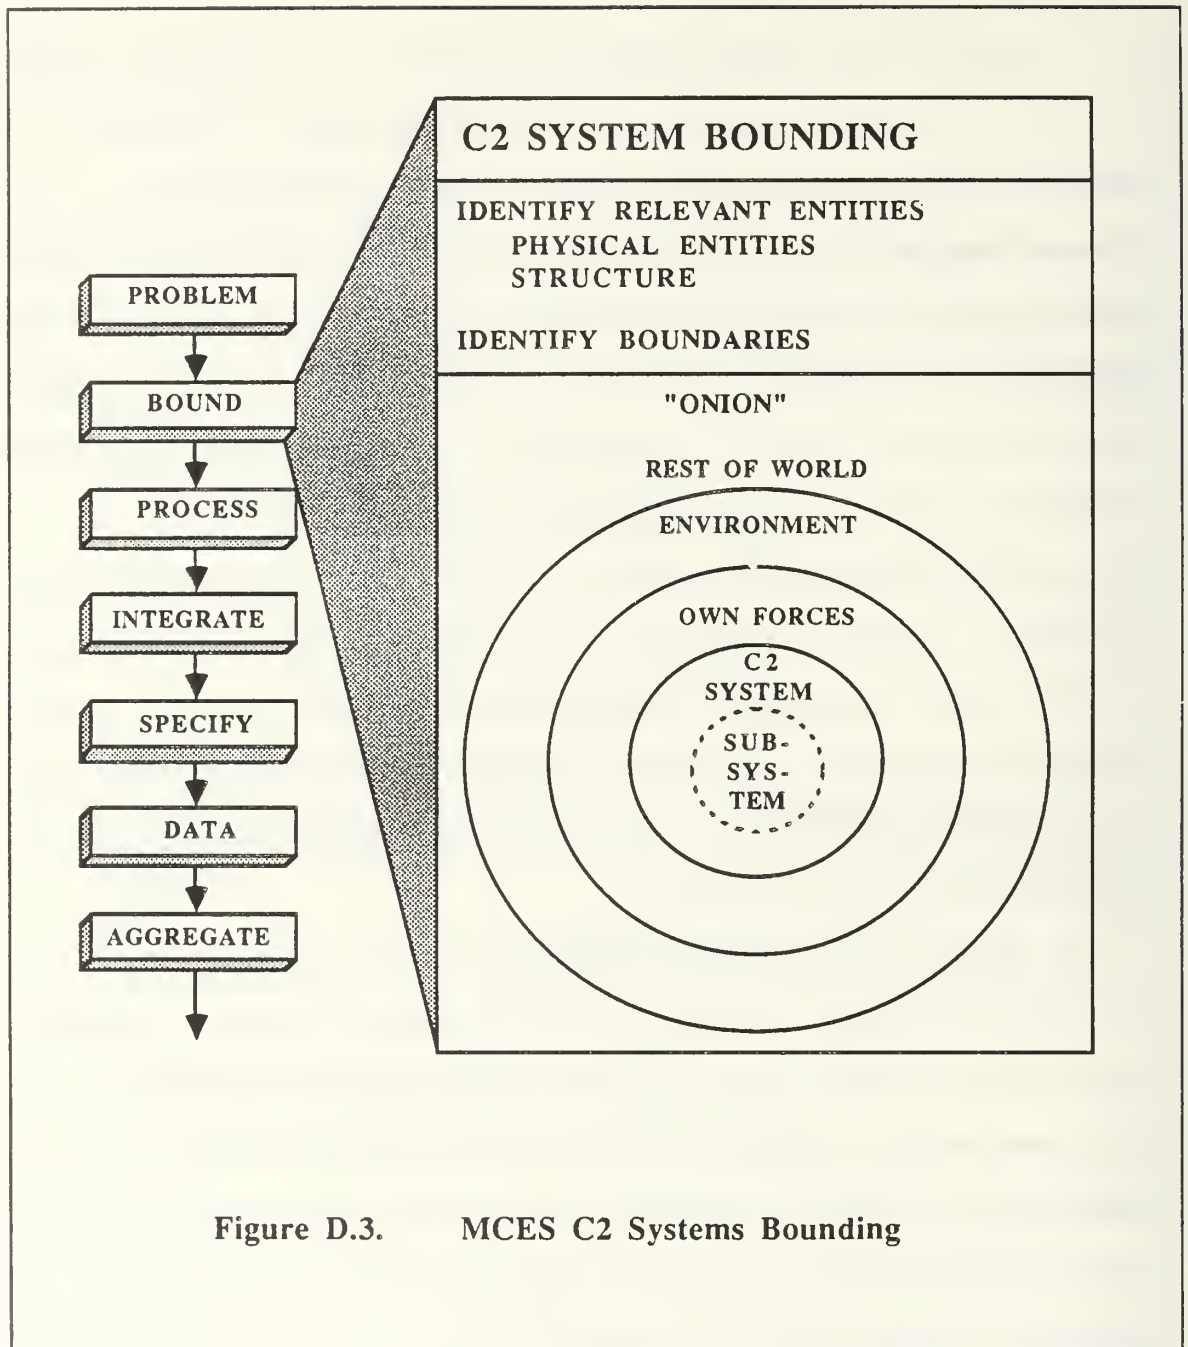 PROBLEM
BOUND
PROCESS
INTEGRATE
SPECIFY
DATA
AGGREGATE
C2 SYSTEM BOUNDING
IDENTIFY RELEVANT ENTITIES
PHYSICAL ENTITIES
STRUCTURE
IDENTIFY BOUNDARIES
"ONION"
REST OF WORLD
ENVIRONMENT
OWN FORCES
C2
SYSTEM
SUB-
SYS-
TEM
Figure D.3. MCES C2 Systems Bounding